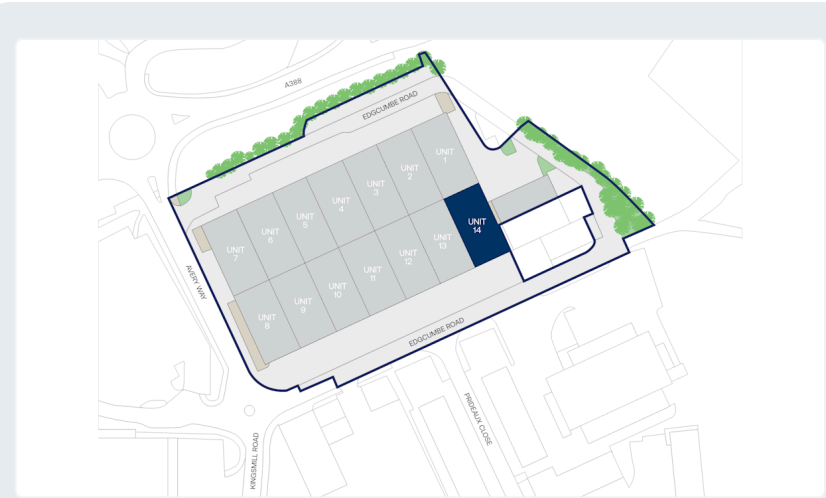 A388
EDGCUMBE ROAD
UNIT
1
UNIT
2
UNIT
3
UNIT
4
UNIT
5
UNIT
6
UNIT
7
UNIT
14
UNIT
13
UNIT
12
UNIT
11
UNIT
10
UNIT
9
UNIT
8
AVERY WAY
EDGCUMBE ROAD
PRIDEAUX CLOSE
KINGSMILL ROAD